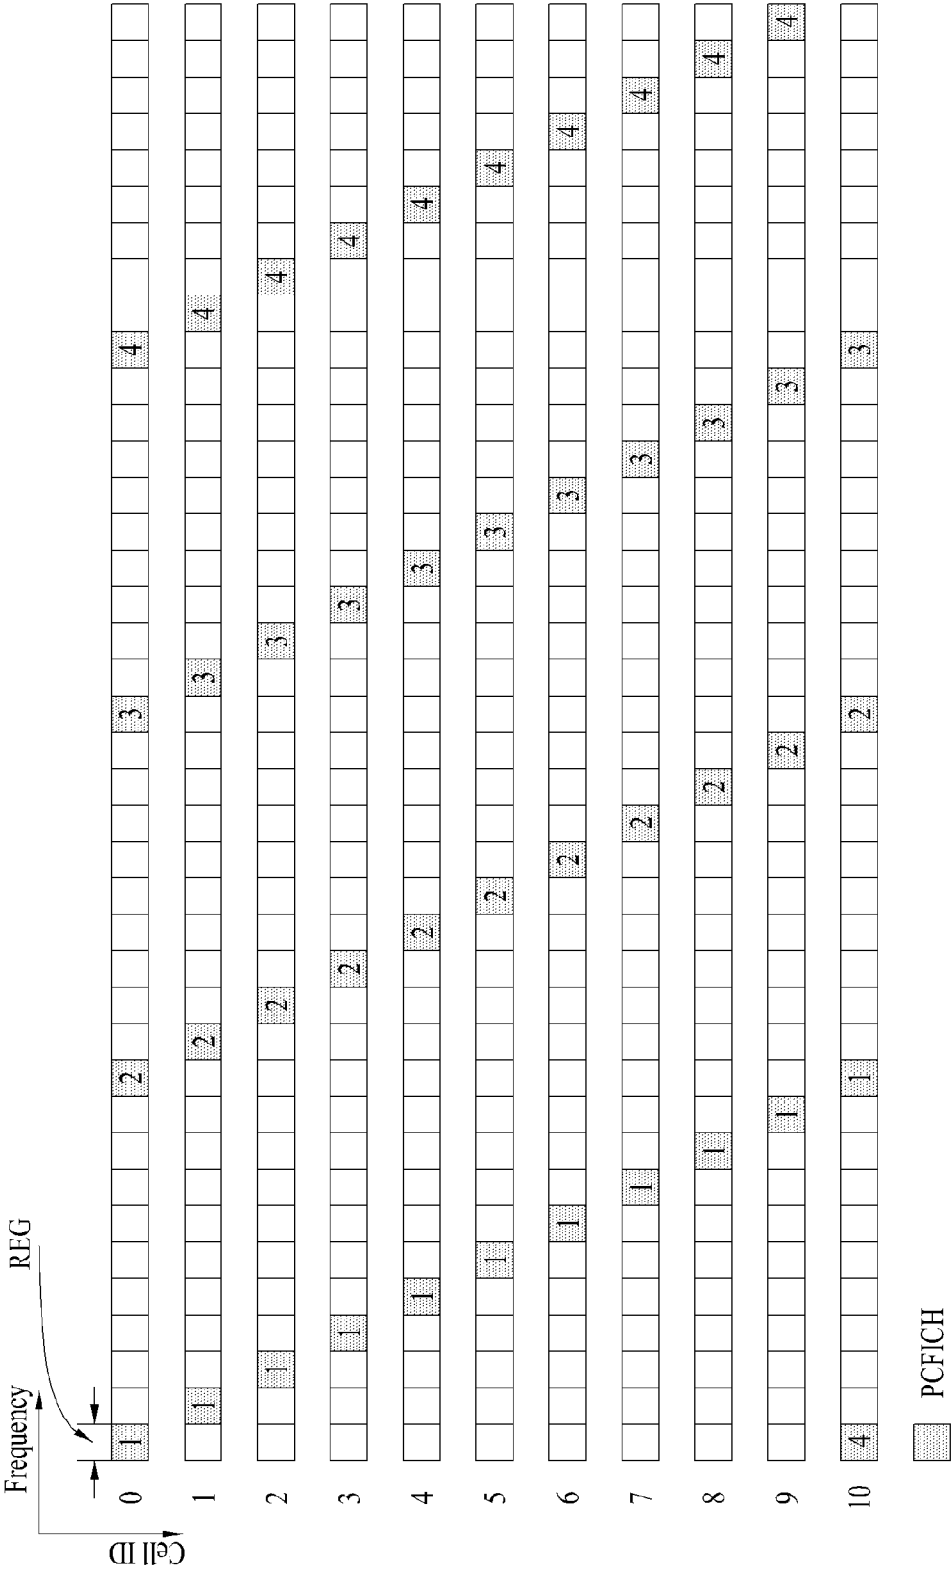 Frequency
REG
Cell ID
0 1 2 3 4
1 1 2 3 4
2 1 2 3 4
3 1 2 3 4
4 1 2 3 4
5 1 2 3 4
6 1 2 3 4
7 1 2 3 4
8 1 2 3 4
9 1 2 3 4
10 4 1 2 3
PCFICH